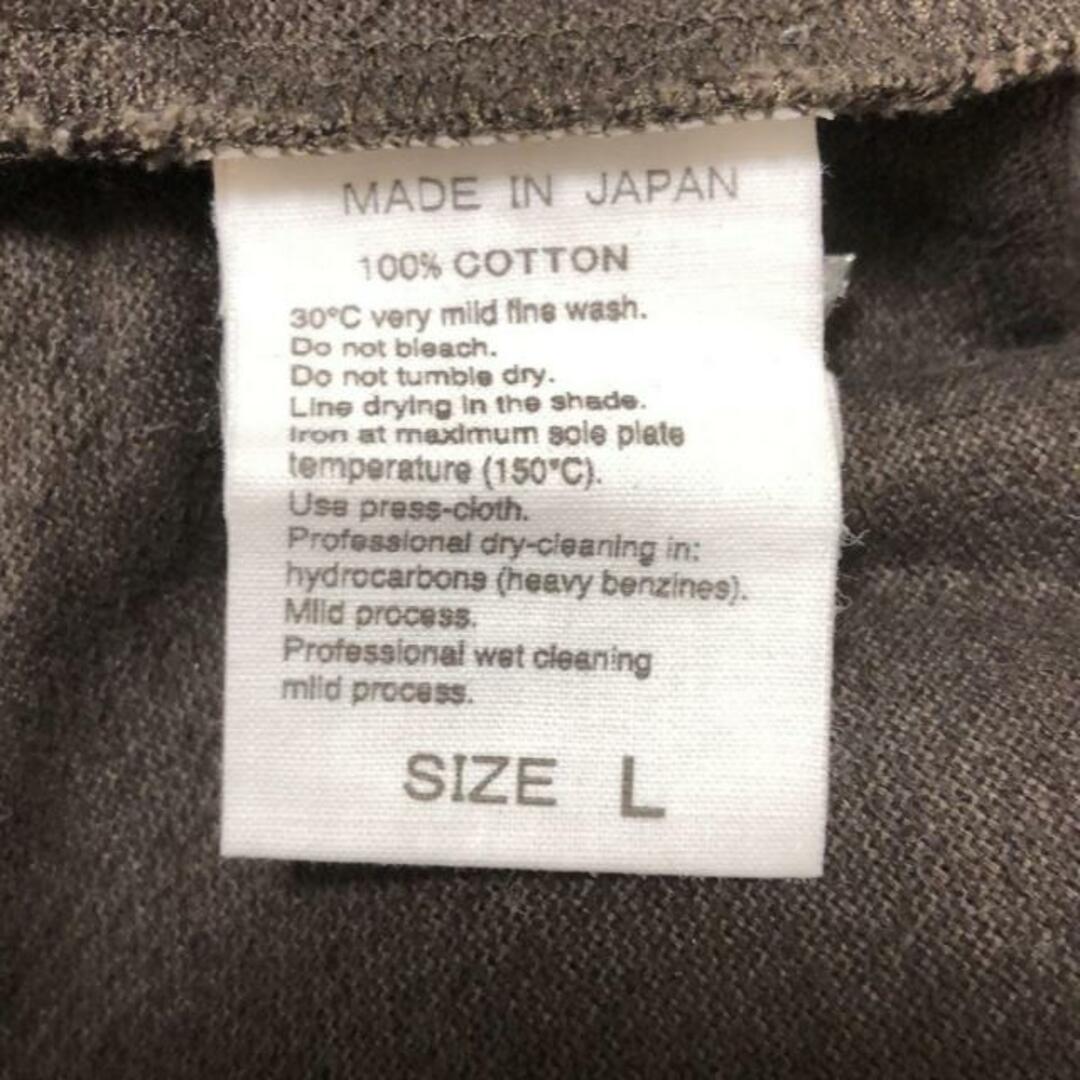 MADE IN JAPAN
100% COTTON
30°C very mild fine wash.
Do not bleach.
Do not tumble dry.
Line drying in the shade.
Iron at maximum sole plate
temperature (150°C).
Use press-cloth.
Professional dry-cleaning in:
hydrocarbons (heavy benzines).
Mild process.
Professional wet cleaning
mild process.
SIZE L